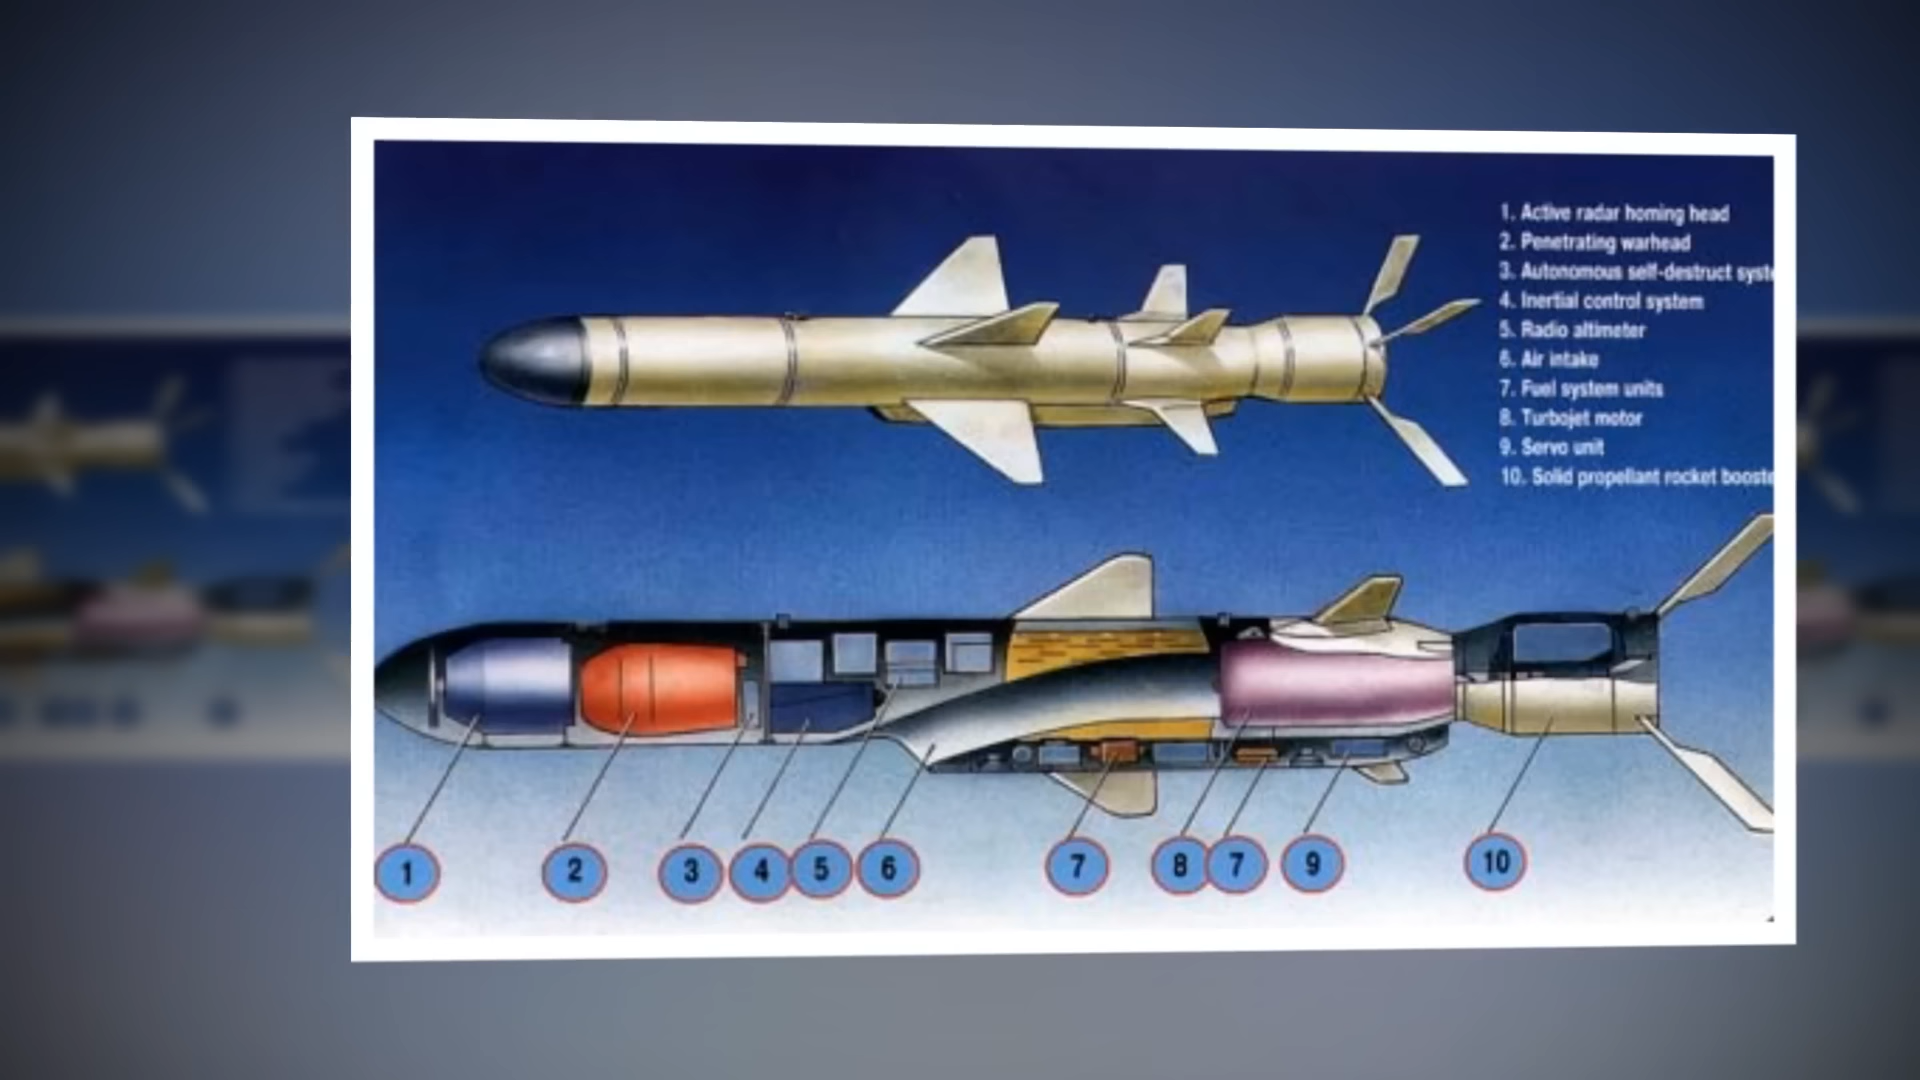 1. Active radar homing head
2. Penetrating warhead
3. Autonomous self-destruct syste
4. Inertial control system
5. Radio altimeter
6. Air intake
7. Fuel system units
8. Turbojet motor
9. Servo unit
10. Solid propellant rocket booste
1 2 3 4 5 6 7 8 7 9 10